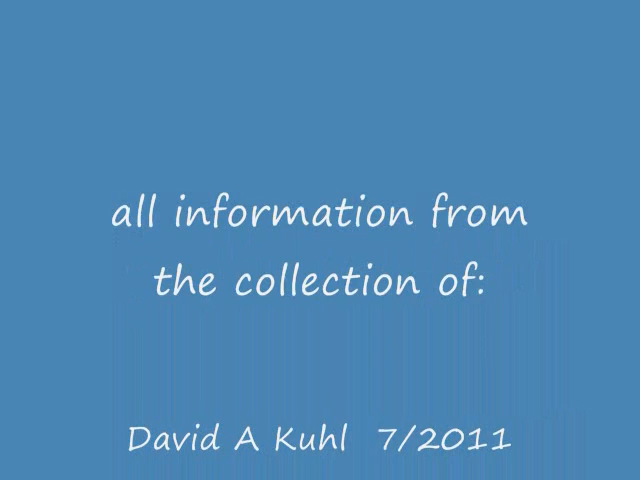 all information from
the collection of:
David A Kuhl 7/2011